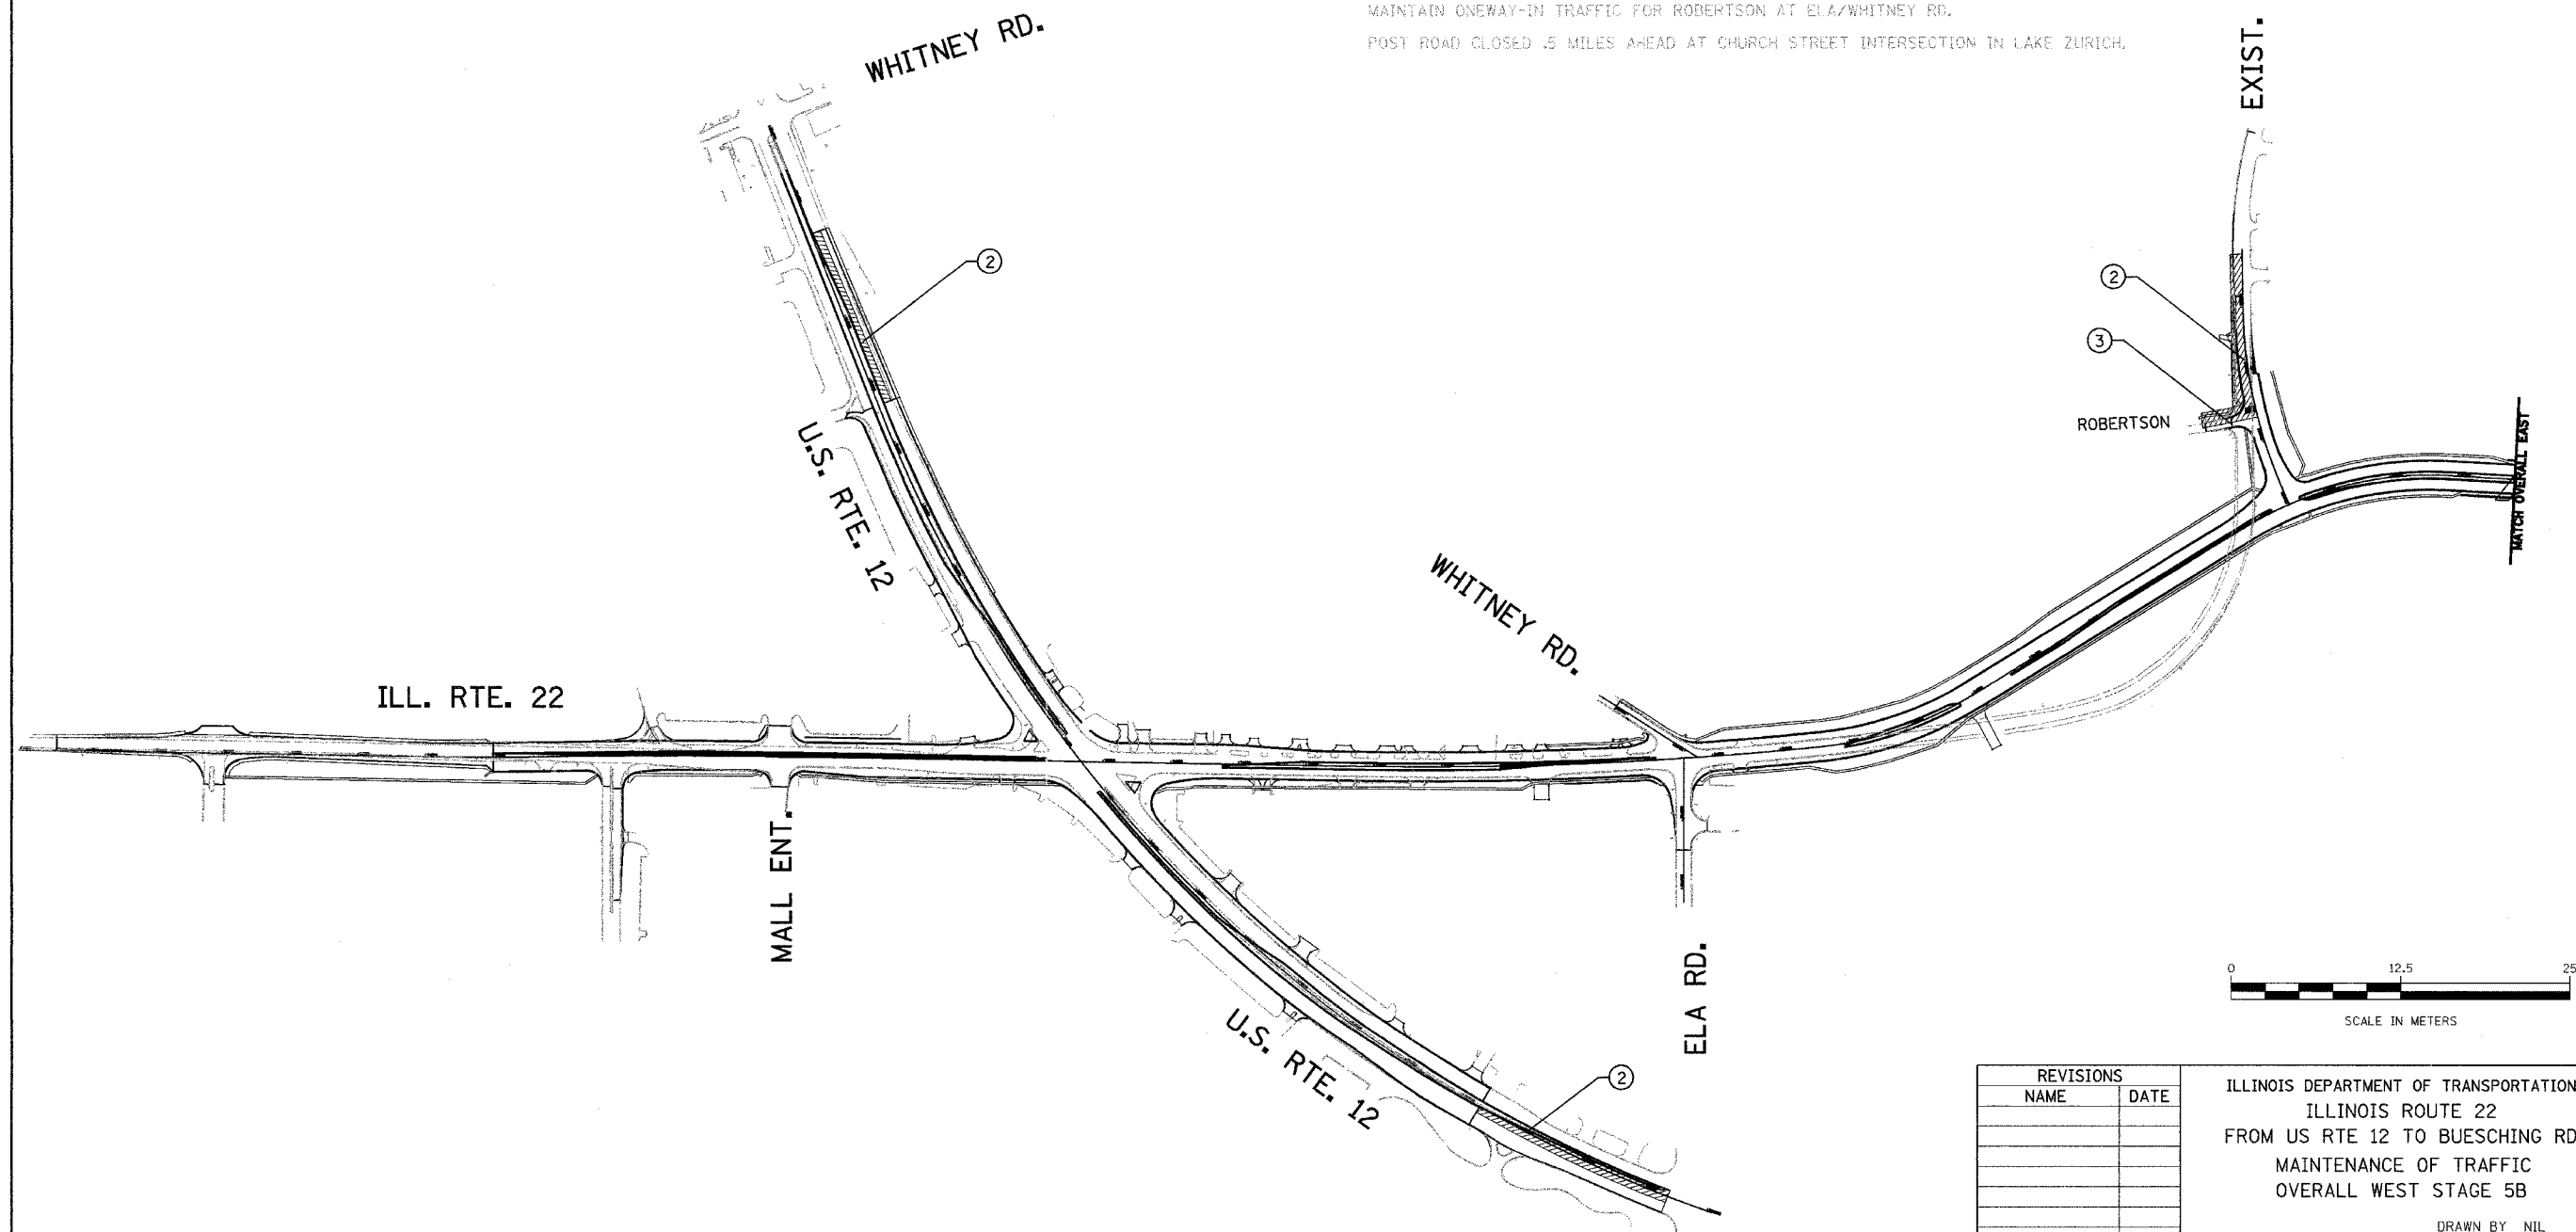 MAINTAIN ONEWAY-IN TRAFFIC FOR ROBERTSON AT ELA/WHITNEY RD.
POST ROAD CLOSED .5 MILES AHEAD AT CHURCH STREET INTERSECTION IN LAKE ZURICH.
WHITNEY RD.
EXIST.
2
2
3
ROBERTSON
U.S. RTE. 12
MATCH OVERALL EAST
WHITNEY RD.
ILL. RTE. 22
MALL ENT.
ELA RD.
U.S. RTE. 12
2
0 12.5 25
SCALE IN METERS
REVISIONS
NAME DATE
ILLINOIS DEPARTMENT OF TRANSPORTATION
ILLINOIS ROUTE 22
FROM US RTE 12 TO BUESCHING RD
MAINTENANCE OF TRAFFIC
OVERALL WEST STAGE 5B
DRAWN BY NIL